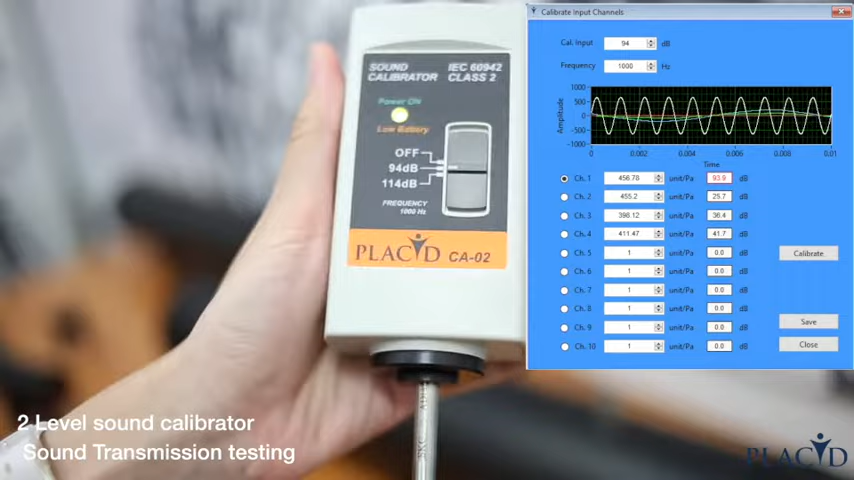 SOUND CALIBRATOR
IEC 60942 CLASS 2
Power ON
Low Battery
OFF
94dB
114dB
FREQUENCY
1000 Hz
PLACID CA-02
Calibrate Input Channels
Cal. Input 94 dB
Frequency 1000 Hz
Amplitude
1000
500
0
-500
-1000
0 0.002 0.004 0.006 0.008 0.01
Time
Ch. 1 456.78 unit/Pa 93.9 dB
Ch. 2 455.2 unit/Pa 25.7 dB
Ch. 3 398.12 unit/Pa 36.4 dB
Ch. 4 411.47 unit/Pa 41.7 dB
Ch. 5 1 unit/Pa 0.0 dB
Calibrate
Ch. 6 1 unit/Pa 0.0 dB
Ch. 7 1 unit/Pa 0.0 dB
Ch. 8 1 unit/Pa 0.0 dB
Save
Ch. 9 1 unit/Pa 0.0 dB
Close
Ch. 10 1 unit/Pa 0.0 dB
2 Level sound calibrator
Sound Transmission testing
PLACID